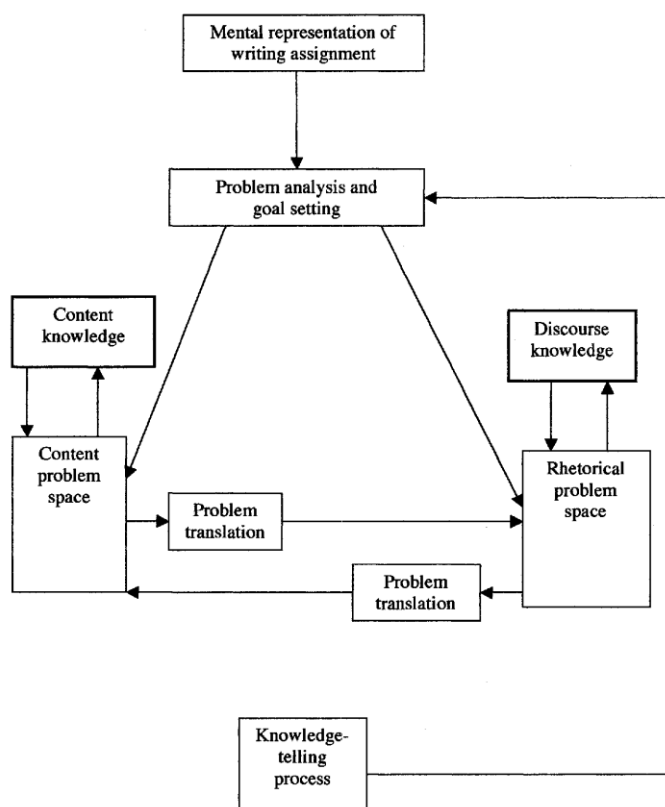 Mental representation of
writing assignment
Problem analysis and
goal setting
Content
knowledge
Discourse
knowledge
Content
problem
space
Rhetorical
problem
space
Problem
translation
Problem
translation
Knowledge-
telling
process